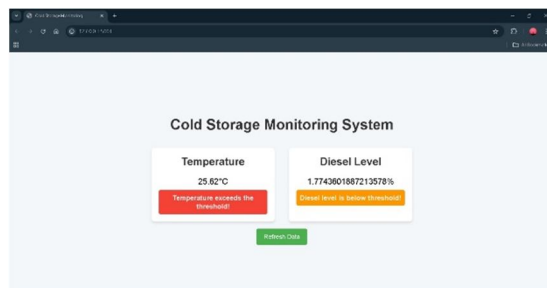 Cold Storage Monitoring System
Temperature
25.62°C
Temperature exceeds the
threshold!
Diesel Level
1.7743601887213578%
Diesel level is below threshold!
Refresh Data